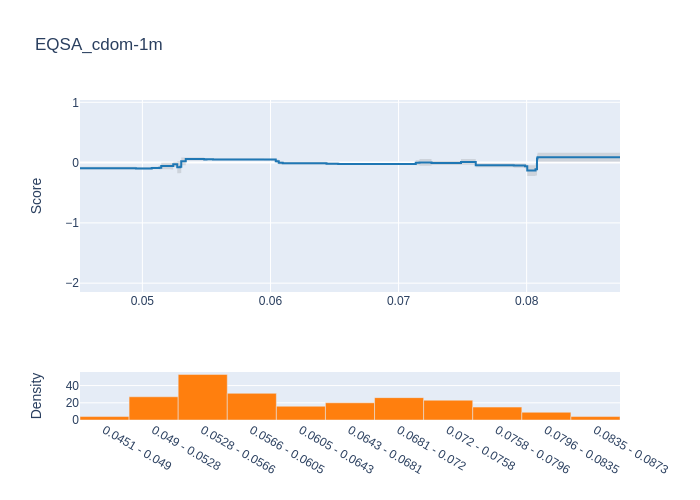 EQSA_cdom-1m
1
0
−1
−2
Score
0.05
0.06
0.07
0.08
40
20
0
Density
0.0451 - 0.049
0.049 - 0.0528
0.0528 - 0.0566
0.0566 - 0.0605
0.0605 - 0.0643
0.0643 - 0.0681
0.0681 - 0.072
0.072 - 0.0758
0.0758 - 0.0796
0.0796 - 0.0835
0.0835 - 0.0873